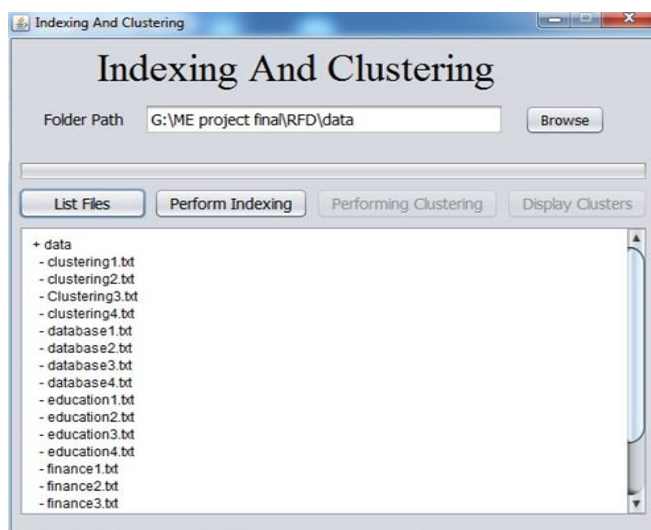 Indexing And Clustering
Indexing And Clustering
Folder Path G:\ME project final\RFD\data Browse
List Files Perform Indexing Performing Clustering Display Clusters
+ data
- clustering1.txt
- clustering2.txt
- Clustering3.txt
- clustering4.txt
- database1.txt
- database2.txt
- database3.txt
- database4.txt
- education1.txt
- education2.txt
- education3.txt
- education4.txt
- finance1.txt
- finance2.txt
- finance3.txt